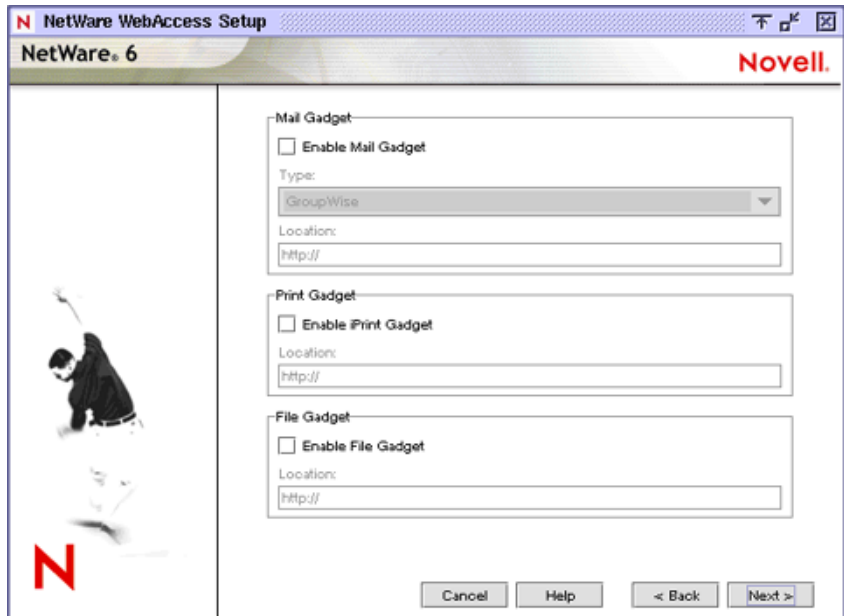 N NetWare WebAccess Setup
NetWare® 6
Novell.
Mail Gadget
Enable Mail Gadget
Type:
GroupWise
Location:
http://
Print Gadget
Enable iPrint Gadget
Location:
http://
File Gadget
Enable File Gadget
Location:
http://
N
Cancel Help < Back Next >